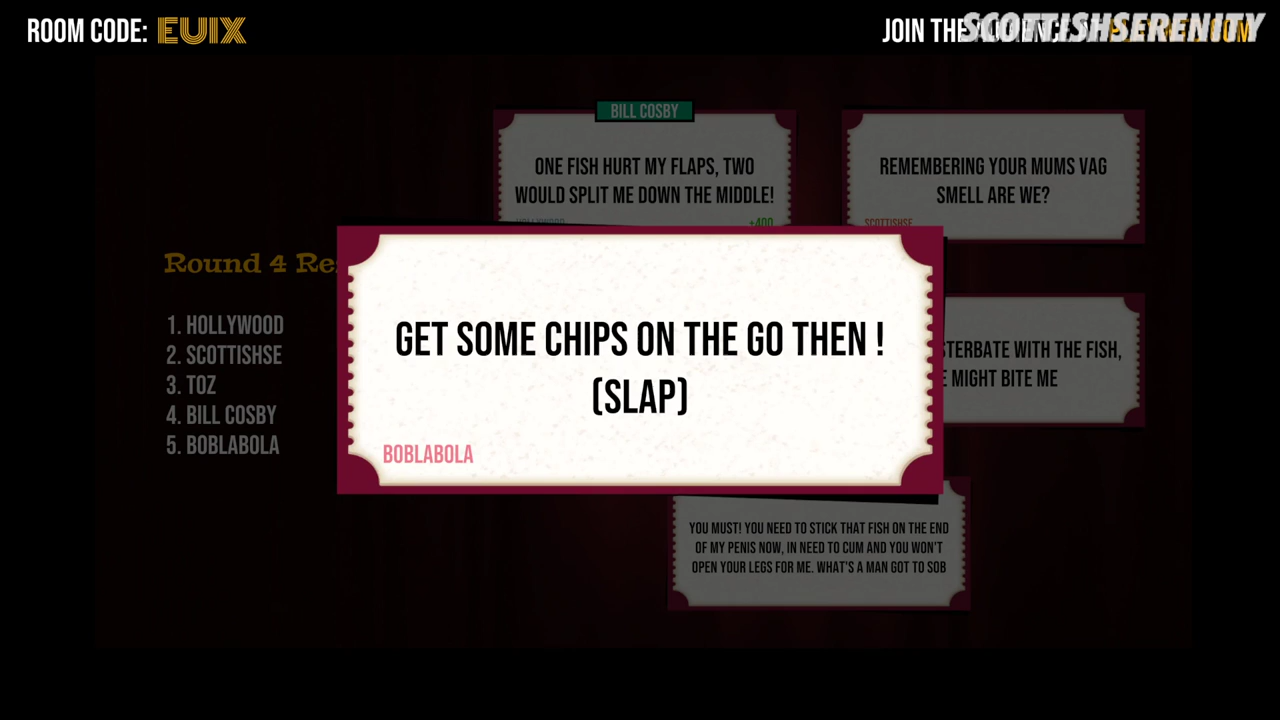 ROOM CODE: EUIX
JOIN THE
SCOTTISHSERENITY
BILL COSBY
ONE FISH HURT MY FLAPS, TWO
WOULD SPLIT ME DOWN THE MIDDLE!
HOLLYWOOD +400
REMEMBERING YOUR MUMS VAG
SMELL ARE WE?
SCOTTISHSE
Round 4 Re
1. HOLLYWOOD
2. SCOTTISHSE
3. TOZ
4. BILL COSBY
5. BOBLABOLA
GET SOME CHIPS ON THE GO THEN !
(SLAP)
BOBLABOLA
WITH THE FISH,
MIGHT BITE ME
YOU MUST! YOU NEED TO STICK THAT FISH ON THE END
OF MY PENIS NOW, IN NEED TO CUM AND YOU WON'T
OPEN YOUR LEGS FOR ME. WHAT'S A MAN GOT TO SOB